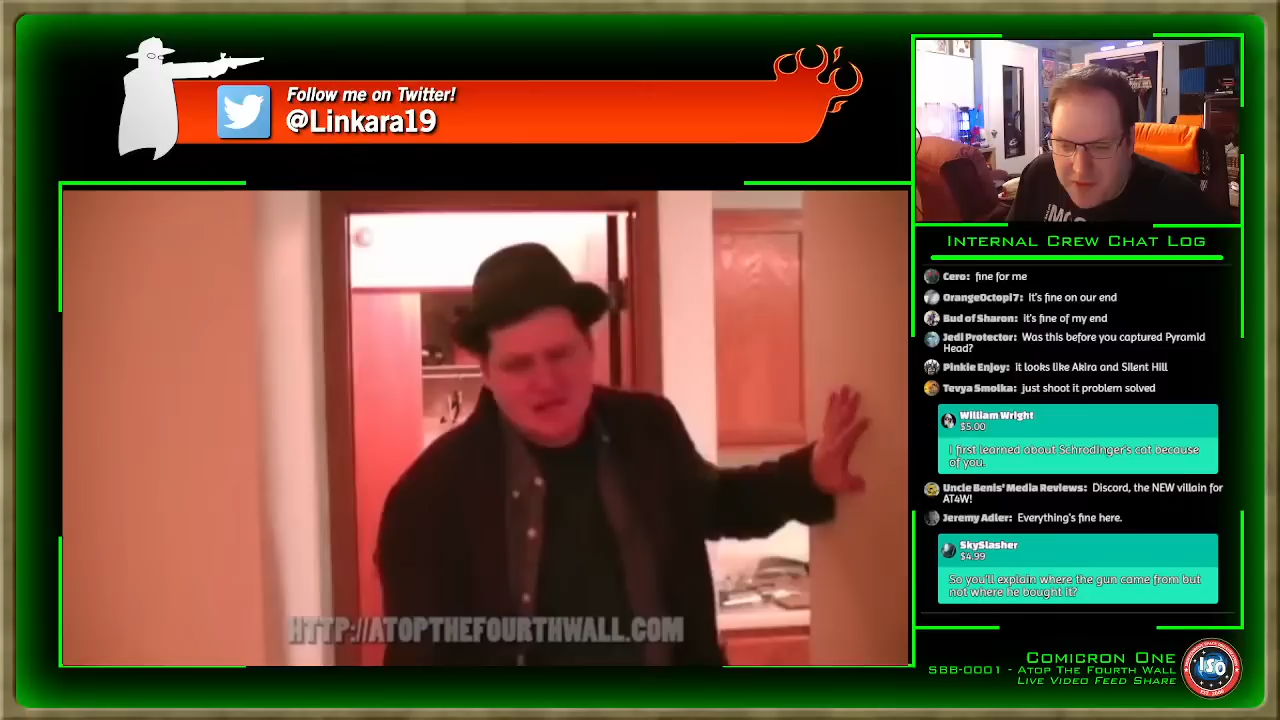 Follow me on Twitter!
@Linkara19
HTTP://ATOPTHEFOURTHWALL.COM
Internal Crew Chat Log
Cero: fine for me
OrangeOctopi7: It's fine on our end
Bud of Sharon: it's fine of my end
Jedi Protector: Was this before you captured Pyramid
Head?
Pinkie Enjoy: it looks like Akira and Silent Hill
Tevya Smolka: just shoot it problem solved
William Wright
$5.00
I first learned about Schrodinger's cat because
of you.
Uncle Benis' Media Reviews: Discord, the NEW villain for
AT4W!
Jeremy Adler: Everything's fine here.
SkySlasher
$4.99
So you'll explain where the gun came from but
not where he bought it?
Comicron One
SBB-0001 - Atop The Fourth Wall
Live Video Feed Share
ISO